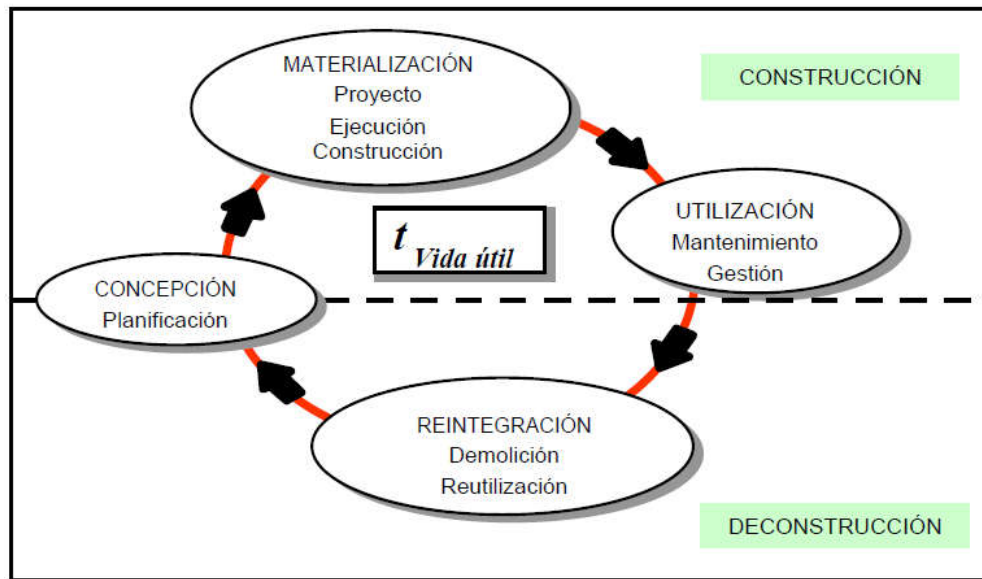 MATERIALIZACIÓN
Proyecto
Ejecución
Construcción
CONSTRUCCIÓN
UTILIZACIÓN
Mantenimiento
Gestión
t Vida útil
CONCEPCIÓN
Planificación
REINTEGRACIÓN
Demolición
Reutilización
DECONSTRUCCIÓN